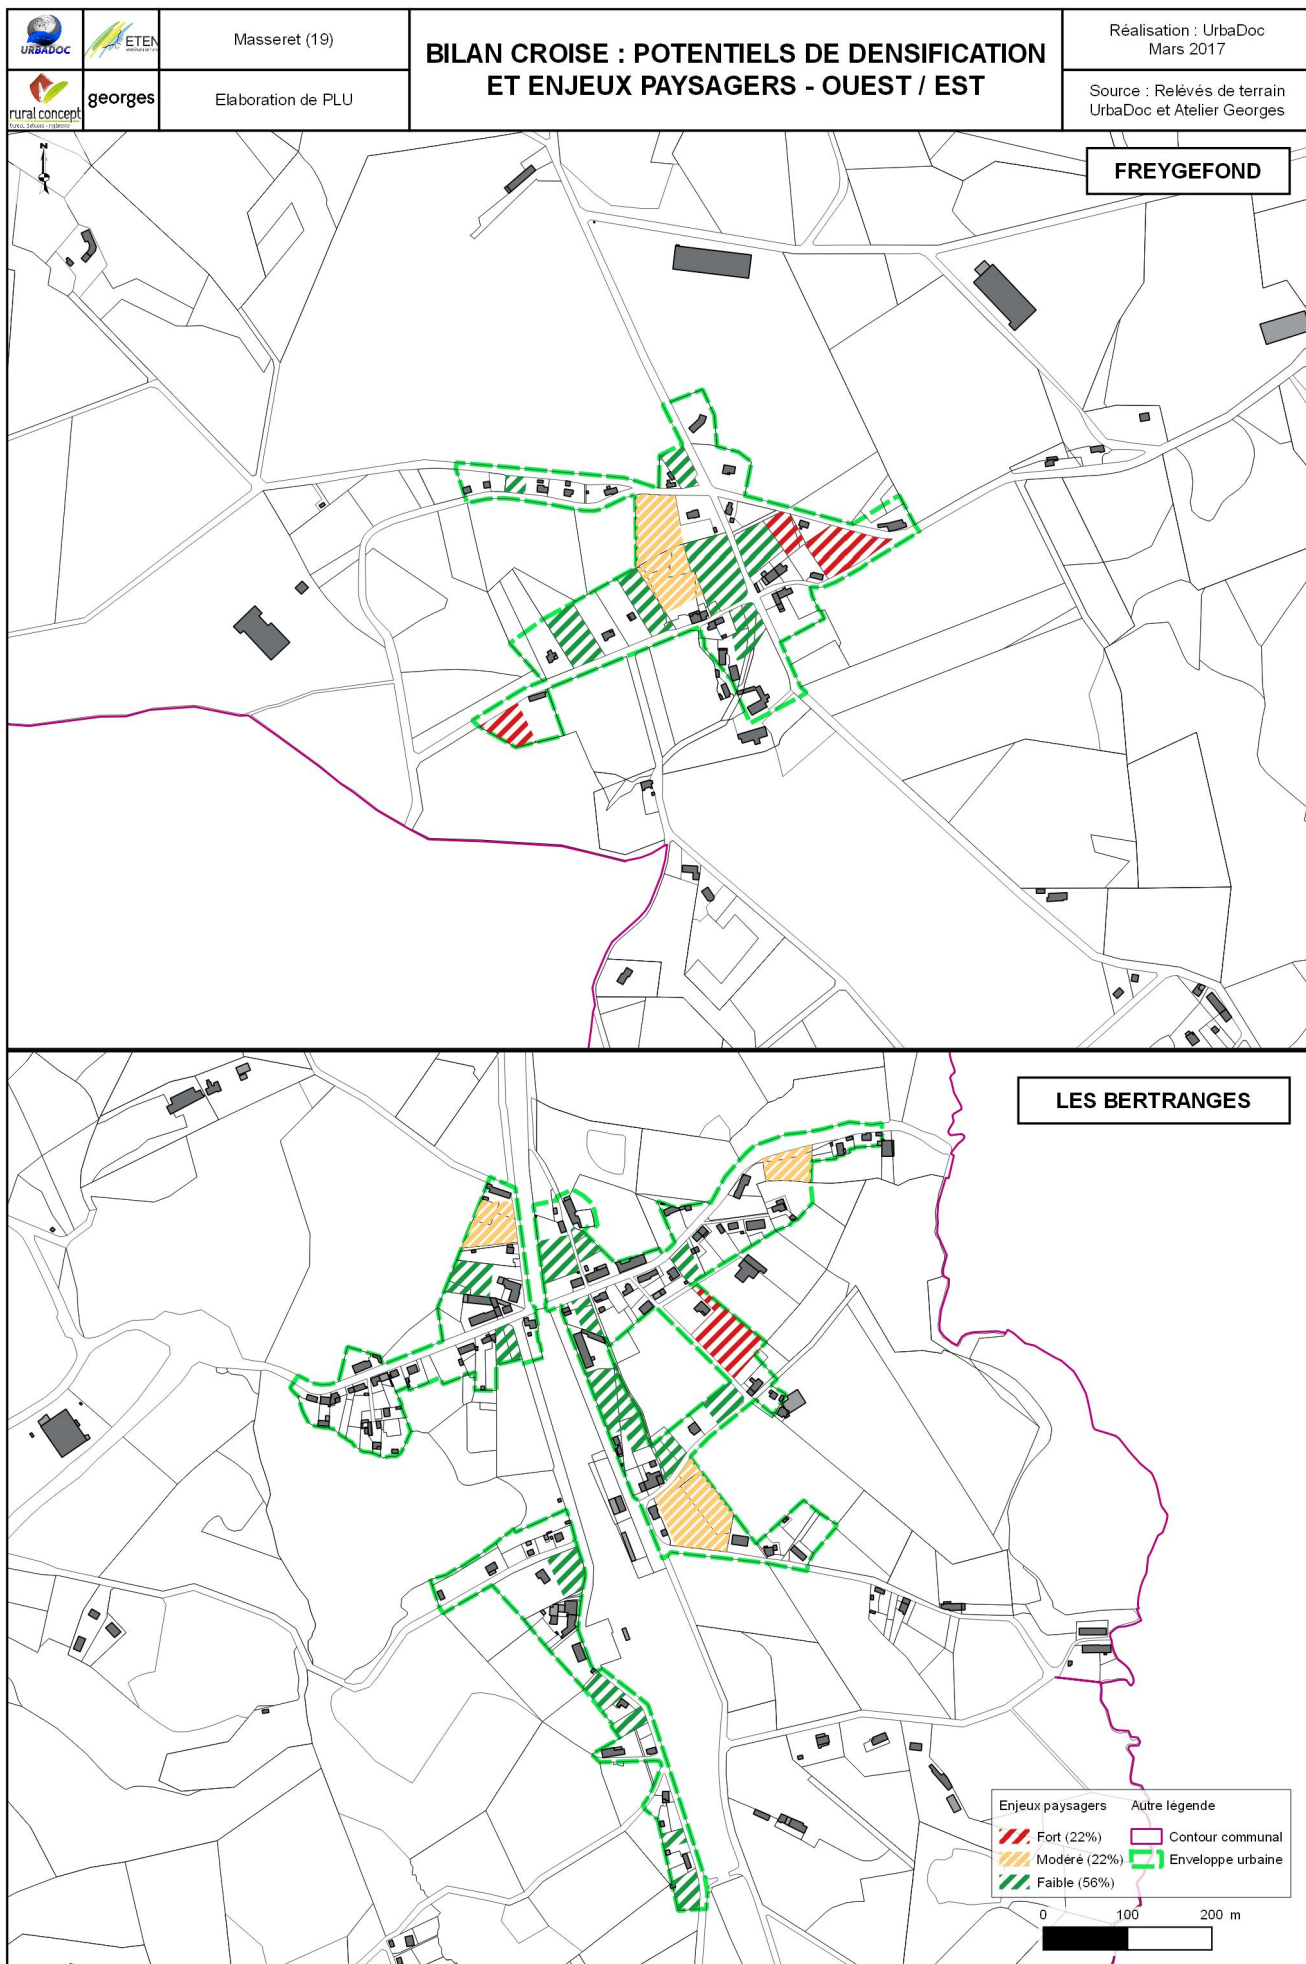 URBADOC
ETEN
Masseret (19)
rural concept
georges
Elaboration de PLU
BILAN CROISE : POTENTIELS DE DENSIFICATION
ET ENJEUX PAYSAGERS - OUEST / EST
Réalisation : UrbaDoc
Mars 2017
Source : Relévés de terrain
UrbaDoc et Atelier Georges
N
FREYGEFOND
LES BERTRANGES
Enjeux paysagers
Fort (22%)
Modéré (22%)
Faible (56%)
Autre légende
Contour communal
Enveloppe urbaine
0 100 200 m